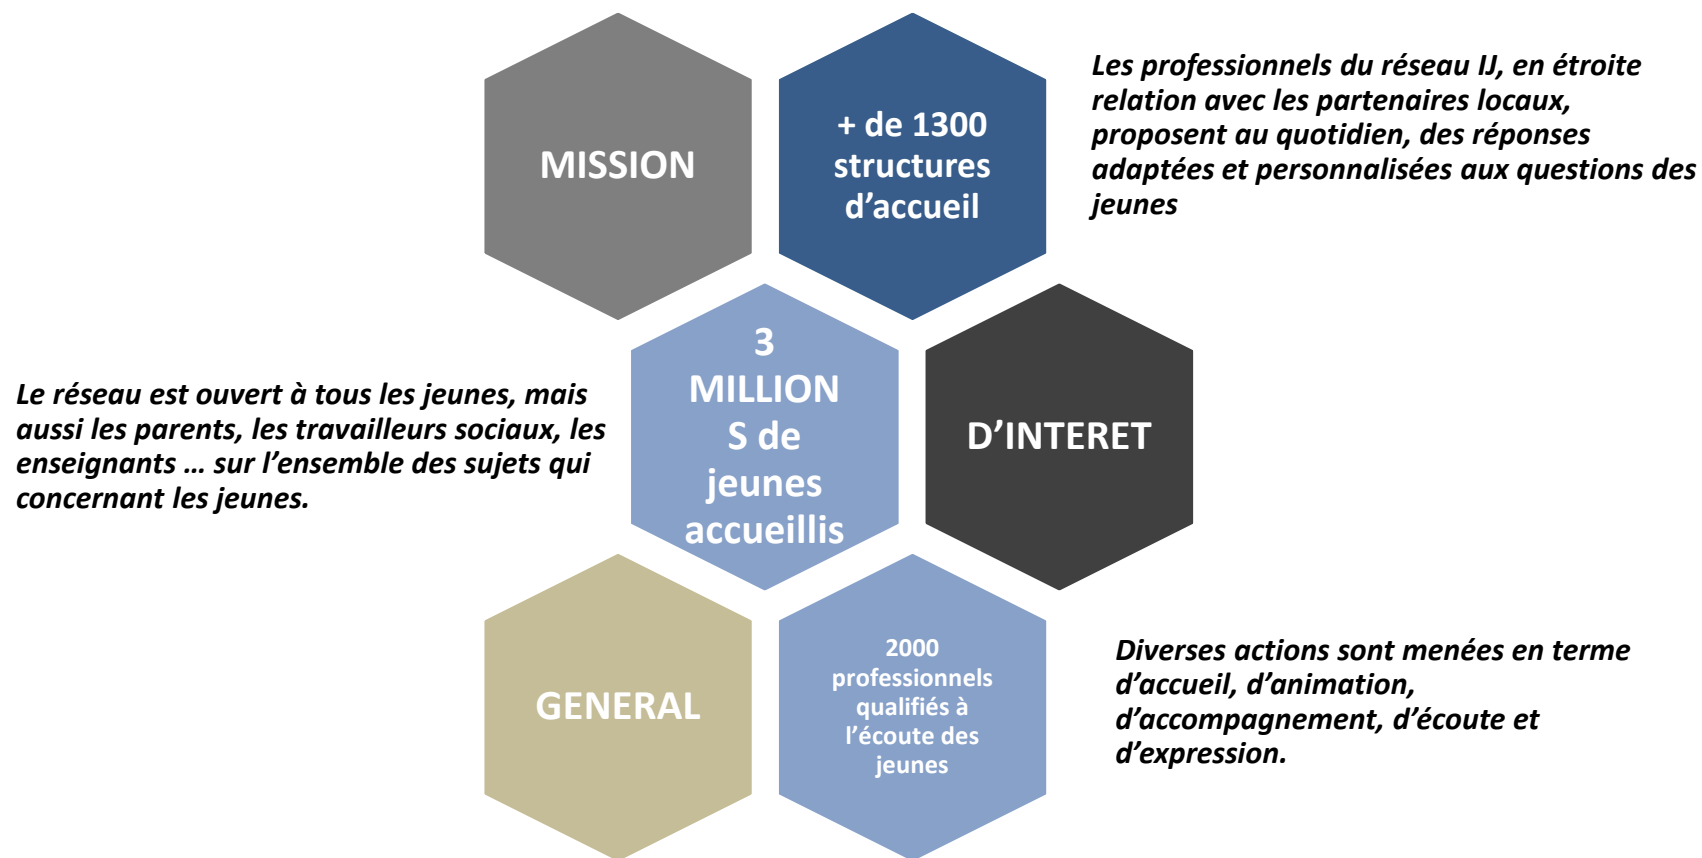 MISSION
+ de 1300
structures
d’accueil
Les professionnels du réseau IJ, en étroite
relation avec les partenaires locaux,
proposent au quotidien, des réponses
adaptées et personnalisées aux questions des
jeunes
Le réseau est ouvert à tous les jeunes, mais
aussi les parents, les travailleurs sociaux, les
enseignants … sur l’ensemble des sujets qui
concernant les jeunes.
3
MILLION
S de
jeunes
accueillis
D’INTERET
GENERAL
2000
professionnels
qualifiés à
l’écoute des
jeunes
Diverses actions sont menées en terme
d’accueil, d’animation,
d’accompagnement, d’écoute et
d’expression.